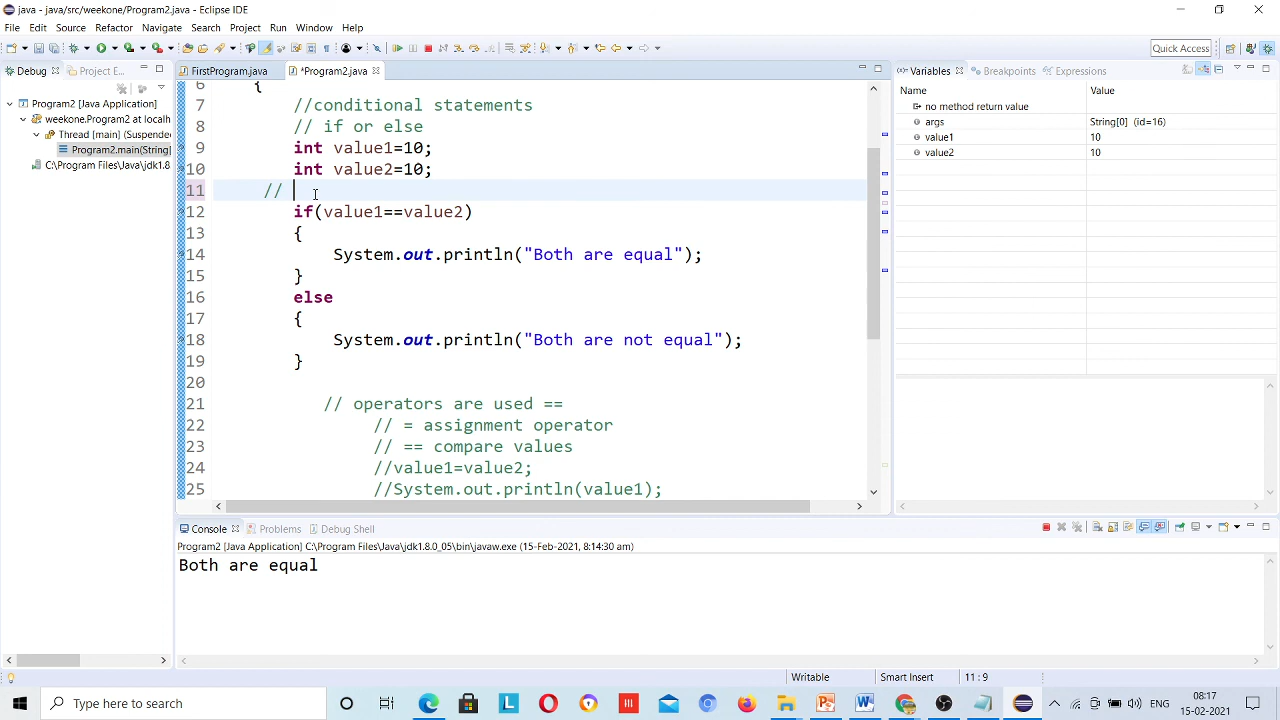 java - java/src/weekone/Program2.java - Eclipse IDE
File Edit Source Refactor Navigate Search Project Run Window Help
Quick Access
Debug
Project E...
FirstProgram.java
*Program2.java
Variables
Breakpoints
Expressions
Program2 [Java Application]
weekone.Program2 at localh
Thread [main] (Suspended
Program2.main(String[
C:\Program Files\Java\jdk1.8
6 {
7 //conditional statements
8 // if or else
9 int value1=10;
10 int value2=10;
11 //
12 if(value1==value2)
13 {
14 System.out.println("Both are equal");
15 }
16 else
17 {
18 System.out.println("Both are not equal");
19 }
20
21 // operators are used ==
22 // = assignment operator
23 // == compare values
24 //value1=value2;
25 //System.out.println(value1);
Name Value
no method return value
args String[0] (id=16)
value1 10
value2 10
Console
Problems
Debug Shell
Program2 [Java Application] C:\Program Files\Java\jdk1.8.0_05\bin\javaw.exe (15-Feb-2021, 8:14:30 am)
Both are equal
Writable Smart Insert 11 : 9
Type here to search
08:17
15-02-2021